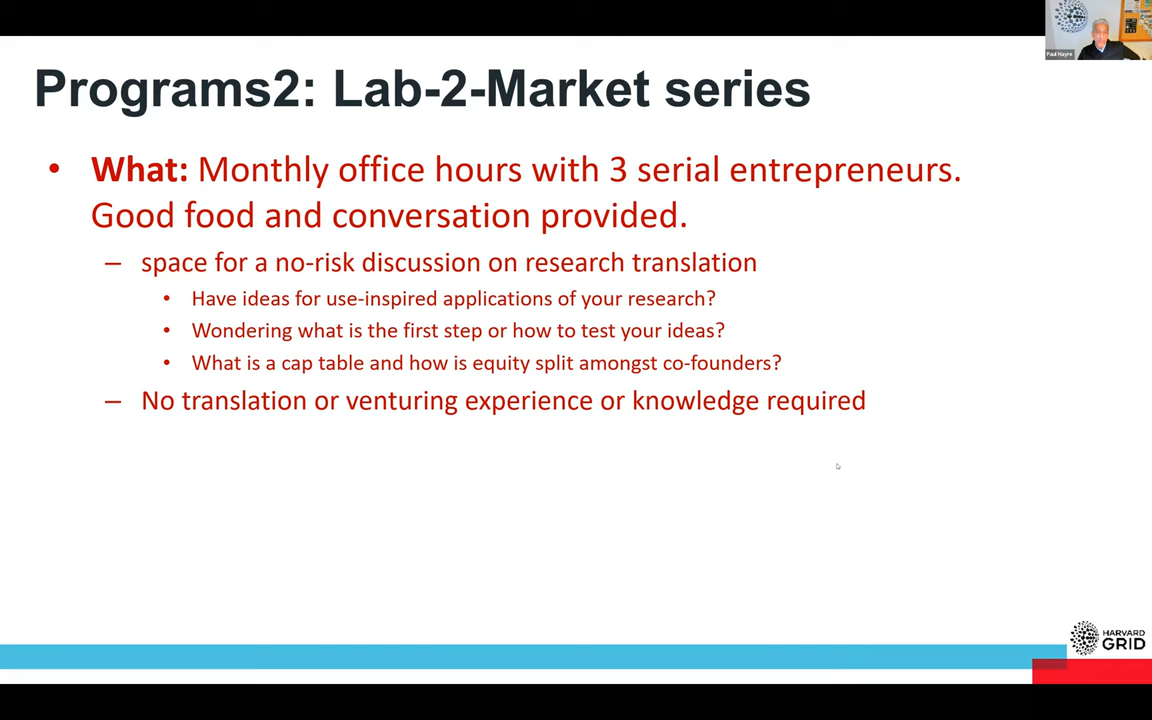 Paul Hayre
Programs2: Lab-2-Market series
• What: Monthly office hours with 3 serial entrepreneurs.
Good food and conversation provided.
– space for a no-risk discussion on research translation
• Have ideas for use-inspired applications of your research?
• Wondering what is the first step or how to test your ideas?
• What is a cap table and how is equity split amongst co-founders?
– No translation or venturing experience or knowledge required
HARVARD
GRID